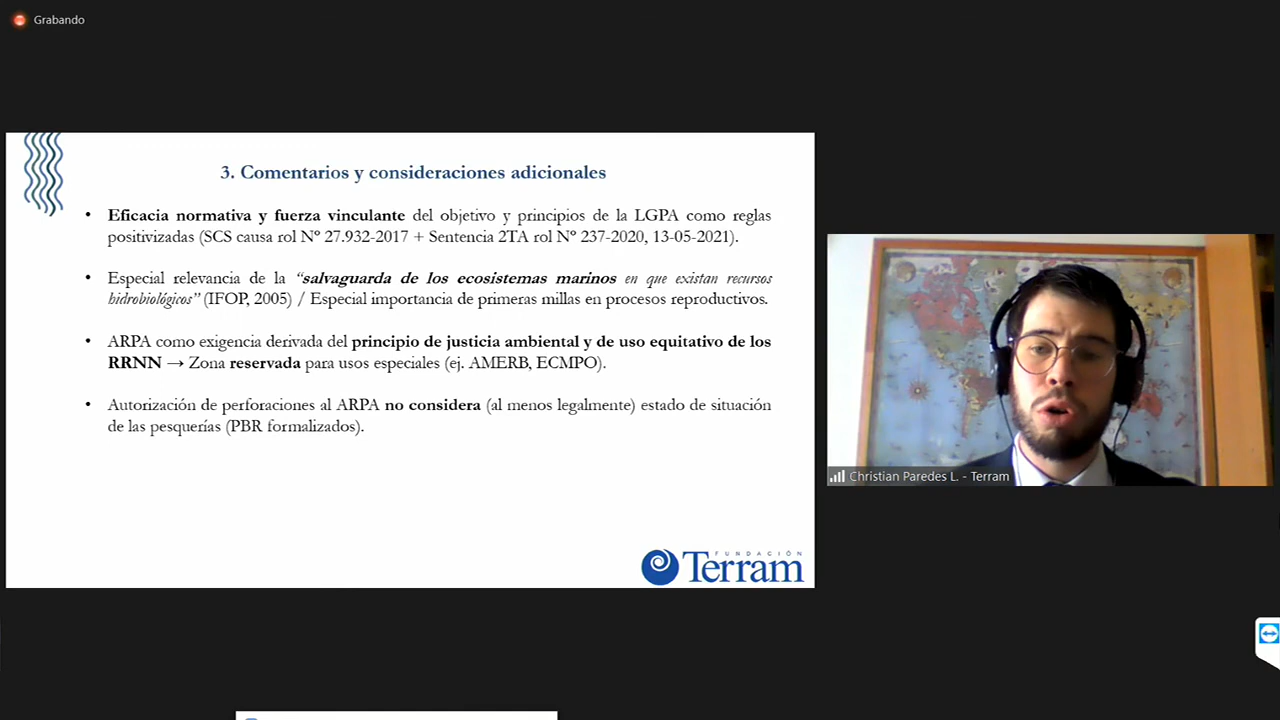 Grabando
3. Comentarios y consideraciones adicionales
• Eficacia normativa y fuerza vinculante del objetivo y principios de la LGPA como reglas
positivizadas (SCS causa rol Nº 27.932-2017 + Sentencia 2TA rol Nº 237-2020, 13-05-2021).
• Especial relevancia de la “salvaguarda de los ecosistemas marinos en que existan recursos
hidrobiológicos” (IFOP, 2005) / Especial importancia de primeras millas en procesos reproductivos.
• ARPA como exigencia derivada del principio de justicia ambiental y de uso equitativo de los
RRNN → Zona reservada para usos especiales (ej. AMERB, ECMPO).
• Autorización de perforaciones al ARPA no considera (al menos legalmente) estado de situación
de las pesquerías (PBR formalizados).
FUNDACIÓN
Terram
Christian Paredes L. - Terram